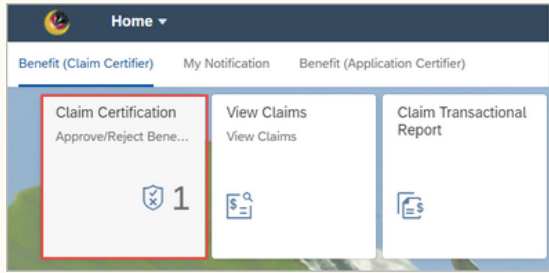 Home
Benefit (Claim Certifier) My Notification Benefit (Application Certifier)
Claim Certification
Approve/Reject Bene...
1
View Claims
View Claims
Claim Transactional
Report